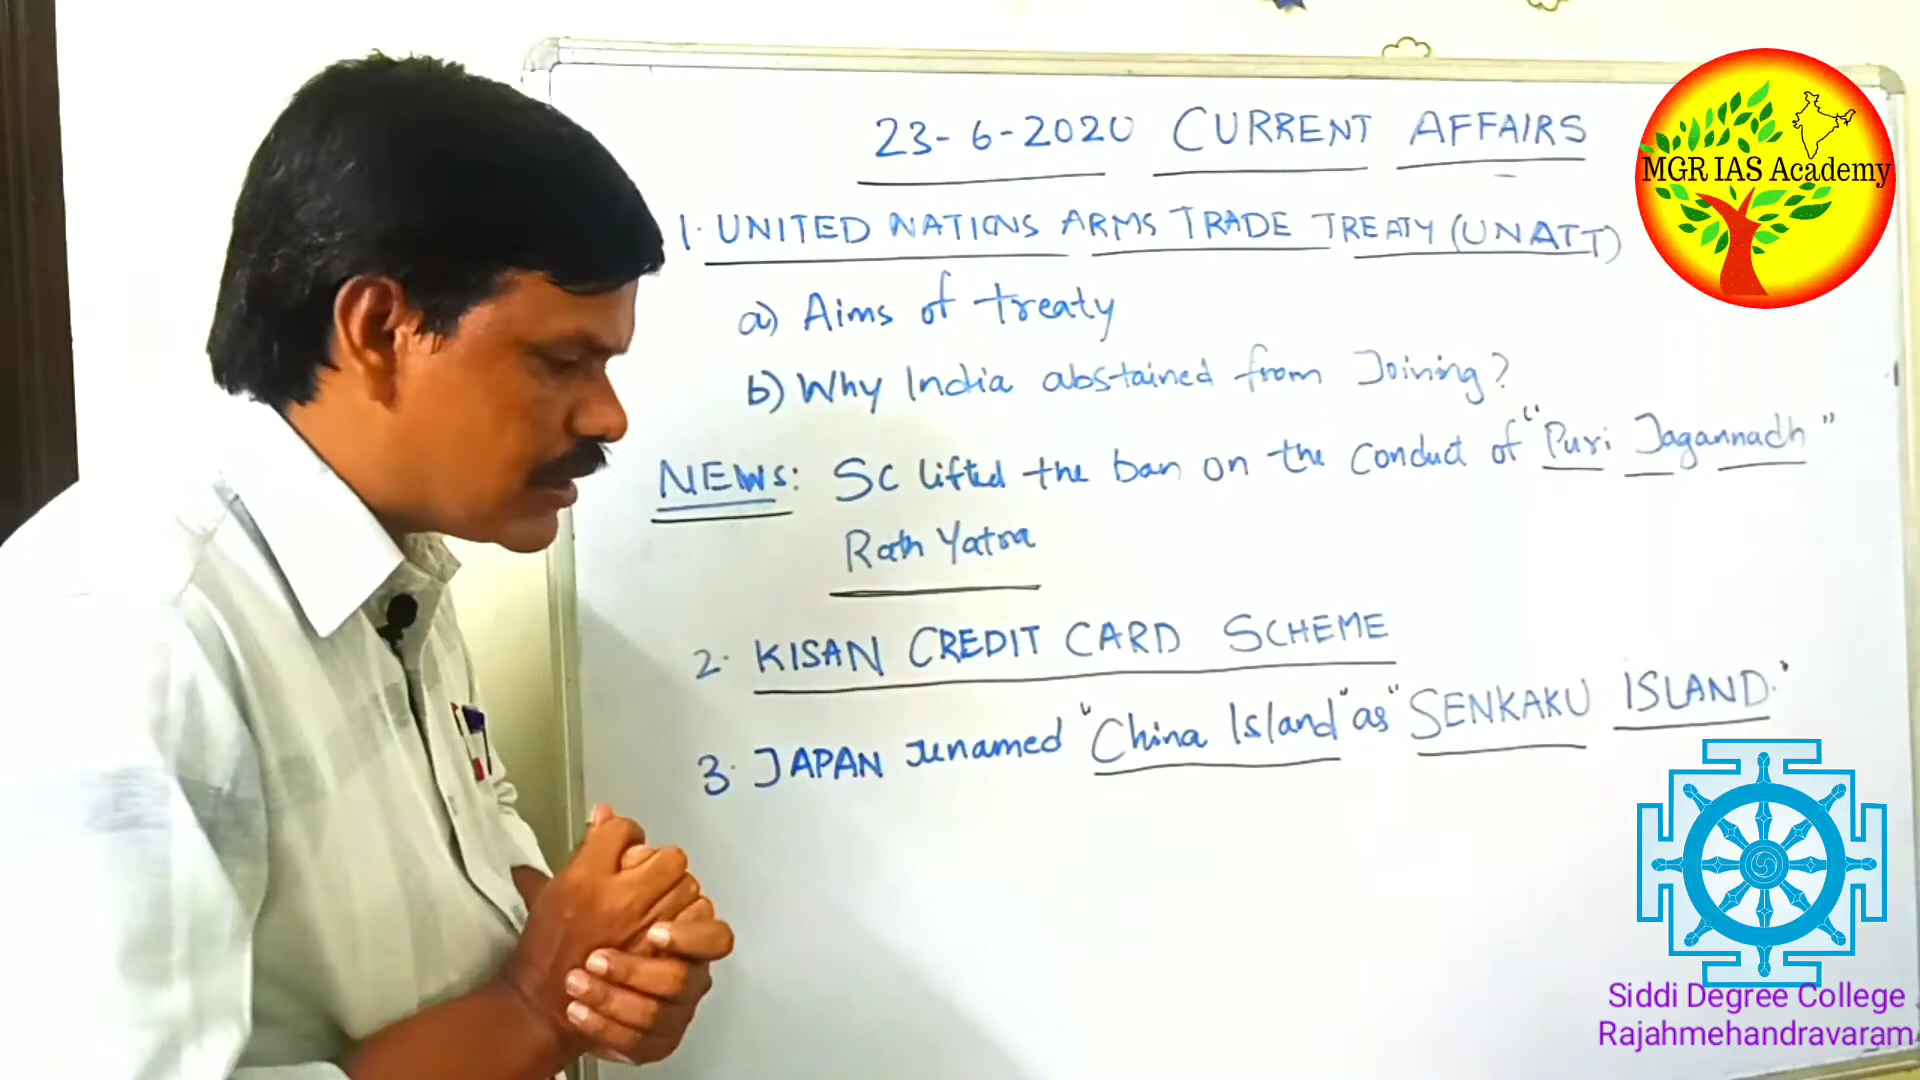 23-6-2020 CURRENT AFFAIRS
MGR IAS Academy
1. UNITED NATIONS ARMS TRADE TREATY (UNATT)
a) Aims of treaty
b) Why India abstained from Joining?
NEWS: SC lifted the ban on the conduct of "Puri Jagannadh"
Rath Yatra
2. KISAN CREDIT CARD SCHEME
3. JAPAN renamed "China Island" as "SENKAKU ISLAND."
Siddi Degree College
Rajahmehandravaram